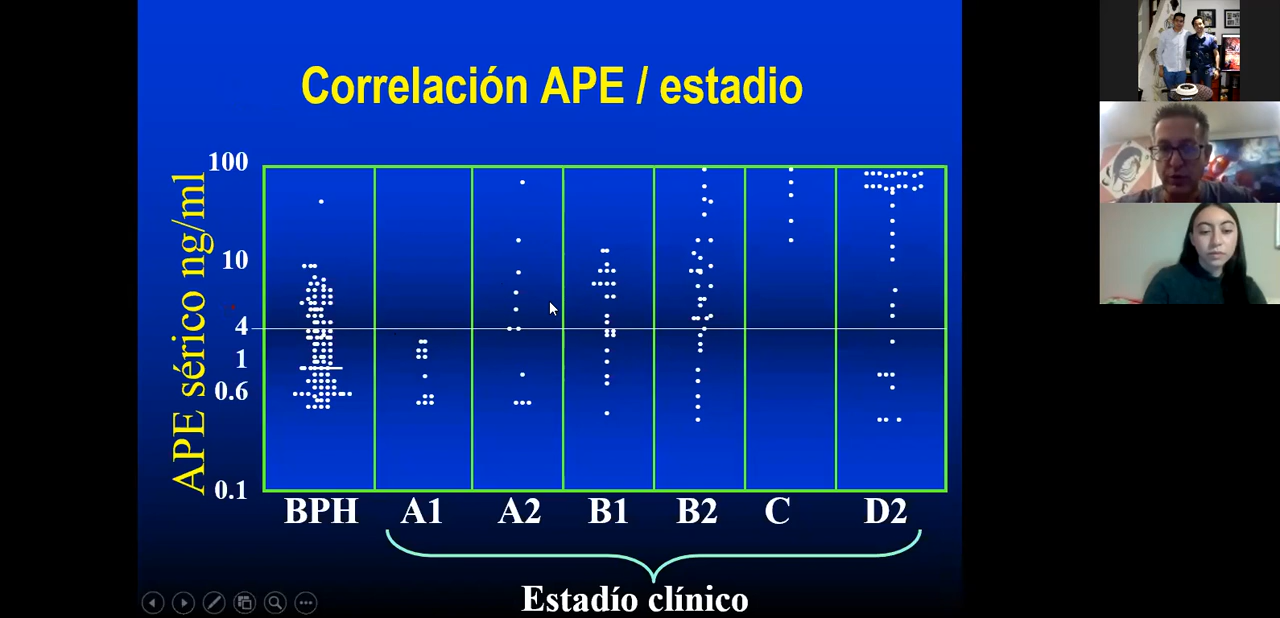 Correlación APE / estadio
APE sérico ng/ml
100
10
4
1
0.6
0.1
BPH A1 A2 B1 B2 C D2
Estadío clínico